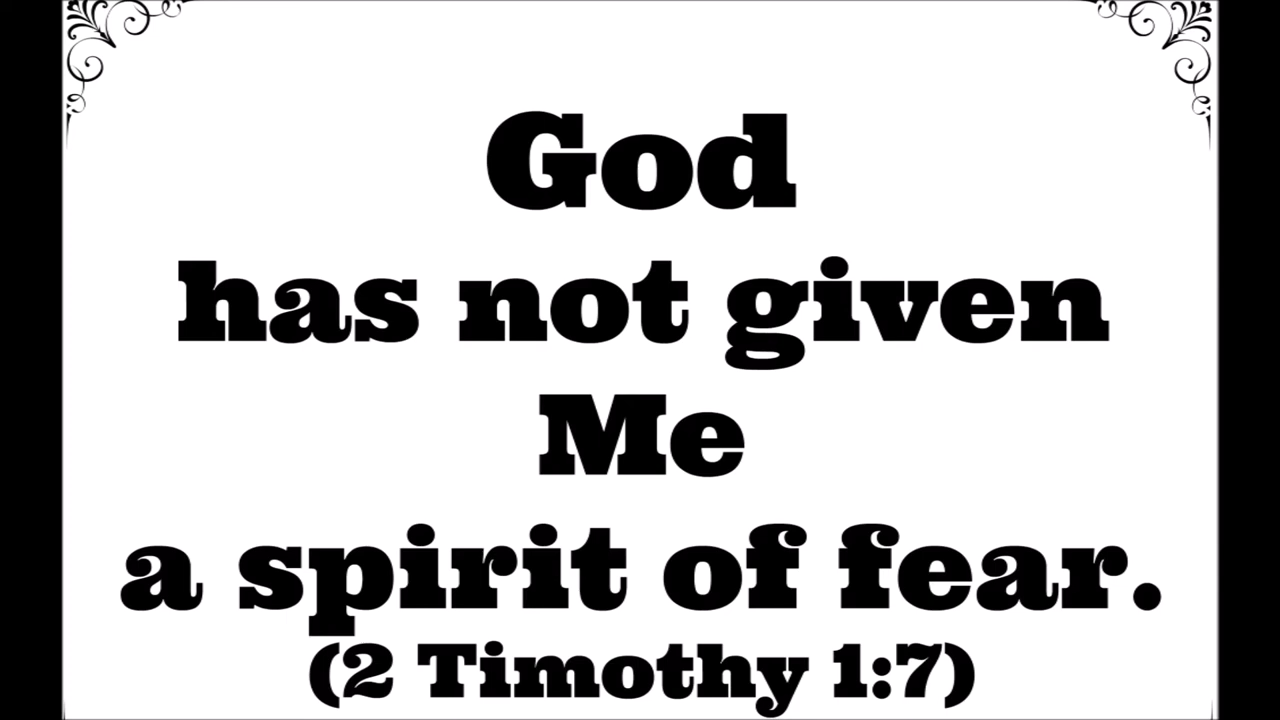 God
has not given
Me
a spirit of fear.
(2 Timothy 1:7)